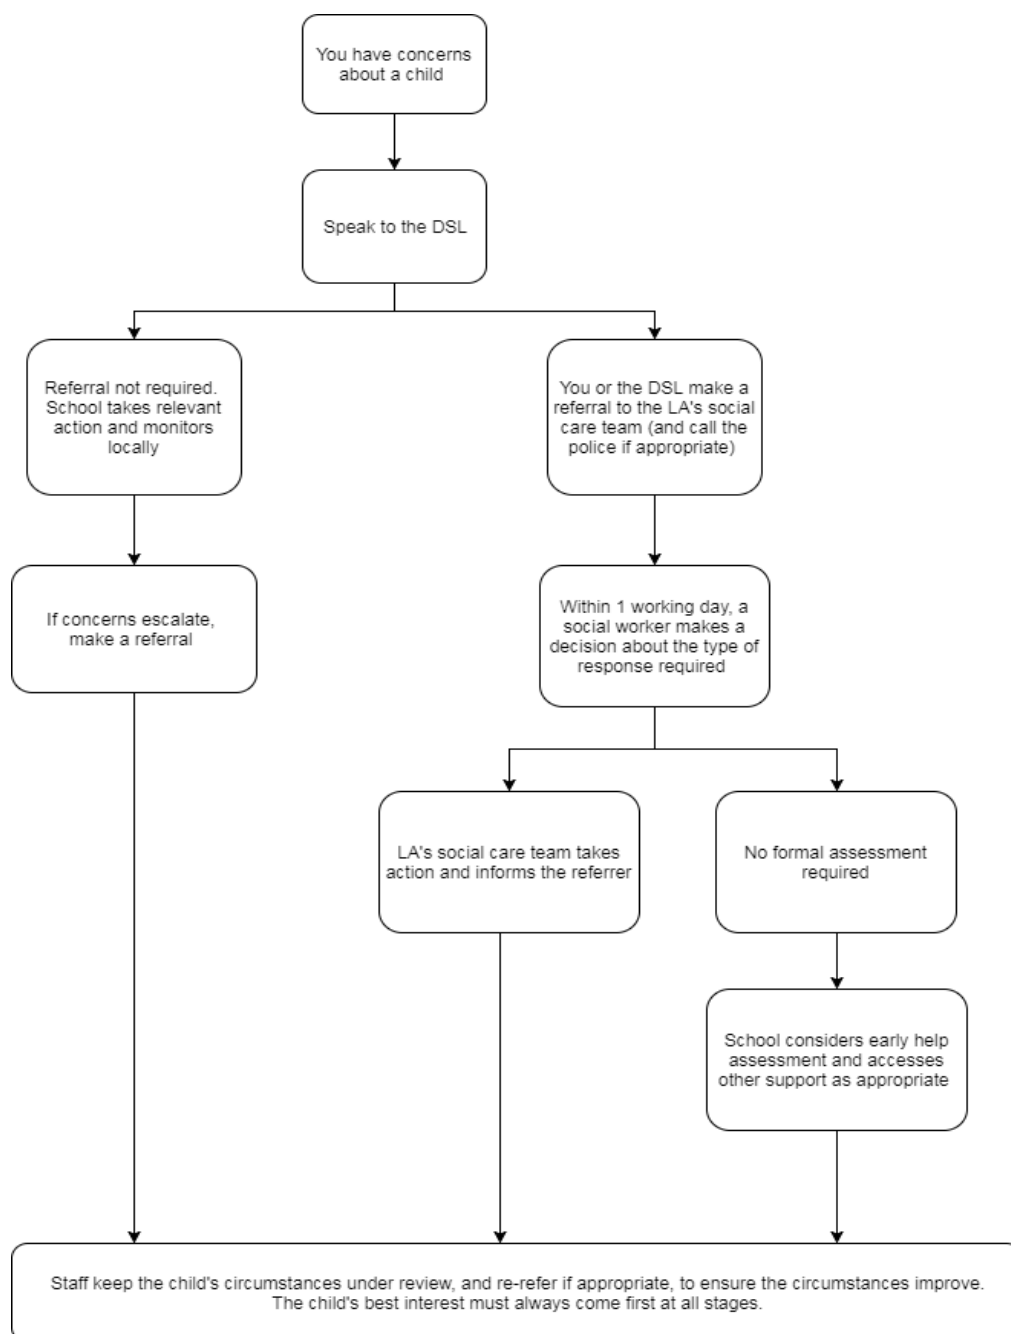 You have concerns
about a child
Speak to the DSL
Referral not required.
School takes relevant
action and monitors
locally
You or the DSL make a
referral to the LA's social
care team (and call the
police if appropriate)
If concerns escalate,
make a referral
Within 1 working day, a
social worker makes a
decision about the type of
response required
LA's social care team takes
action and informs the referrer
No formal assessment
required
School considers early help
assessment and accesses
other support as appropriate
Staff keep the child's circumstances under review, and re-refer if appropriate, to ensure the circumstances improve.
The child's best interest must always come first at all stages.